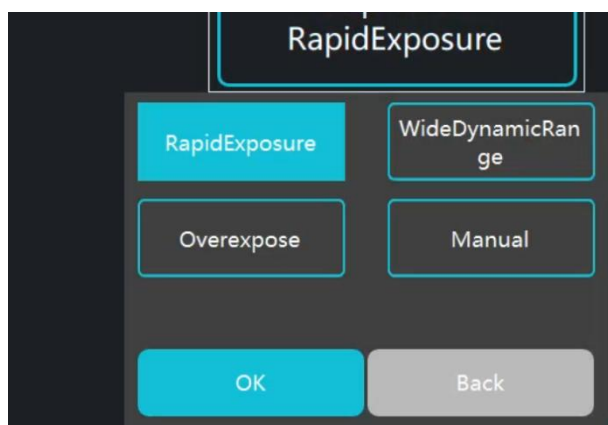 RapidExposure
RapidExposure
WideDynamicRan
ge
Overexpose
Manual
OK
Back